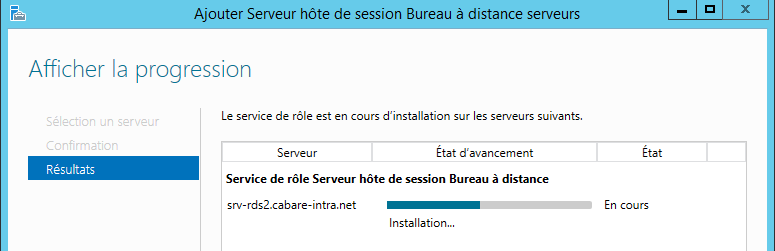 Ajouter Serveur hôte de session Bureau à distance serveurs
Afficher la progression
Sélection un serveur
Confirmation
Résultats
Le service de rôle est en cours d'installation sur les serveurs suivants.
Serveur État d'avancement État
Service de rôle Serveur hôte de session Bureau à distance
srv-rds2.cabare-intra.net En cours
Installation...